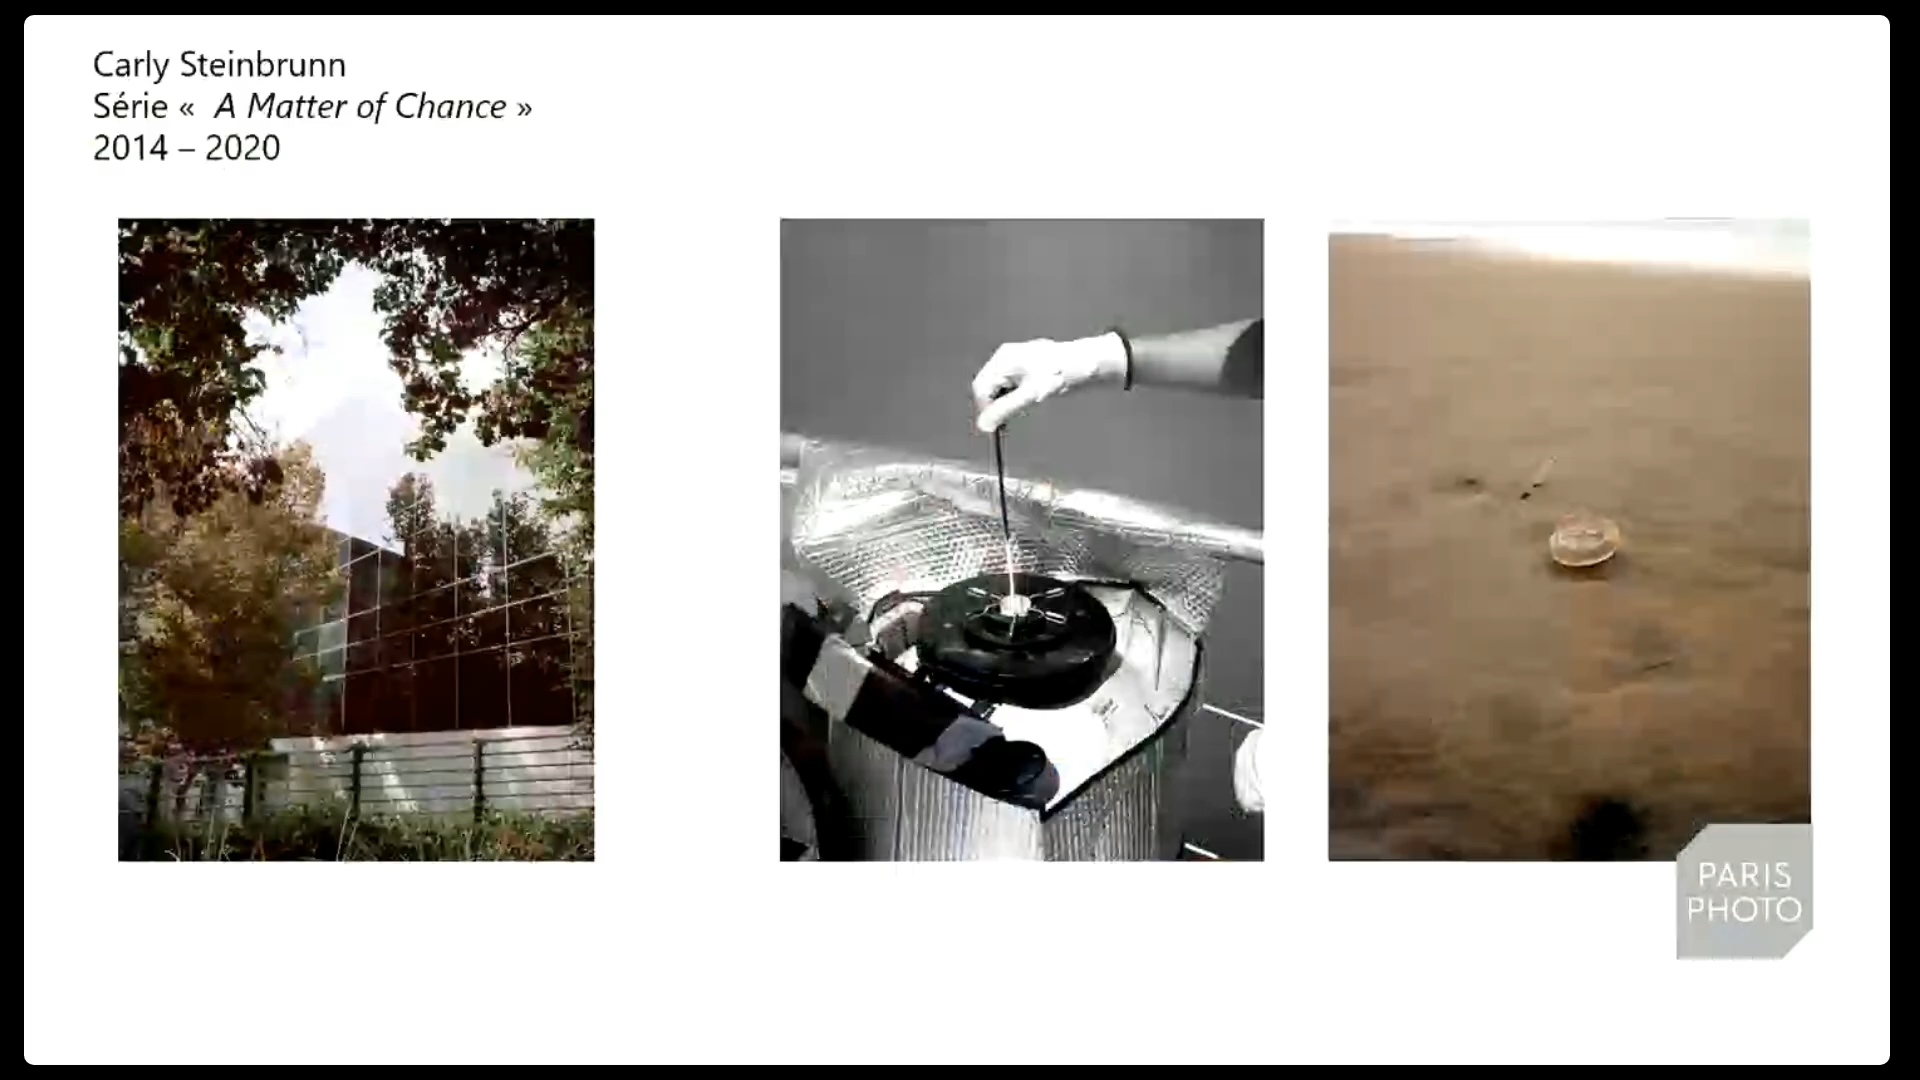 Carly Steinbrunn
Série «  A Matter of Chance »
2014 – 2020
PARIS
PHOTO